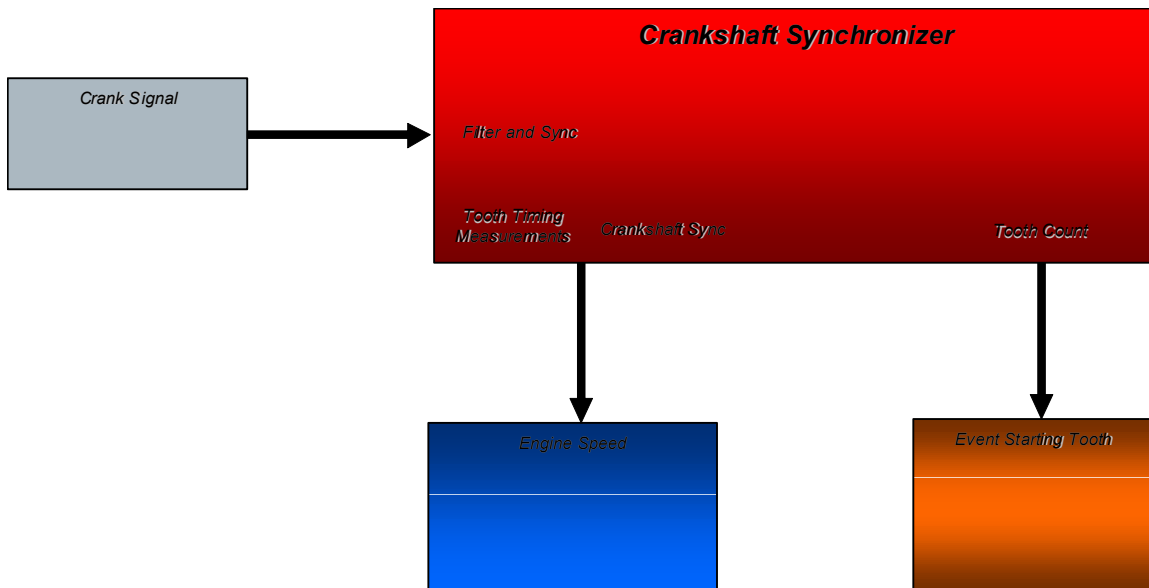 Crankshaft Synchronizer
Crank Signal
Filter and Sync
Tooth Timing
Measurements
Crankshaft Sync
Tooth Count
Engine Speed
Event Starting Tooth